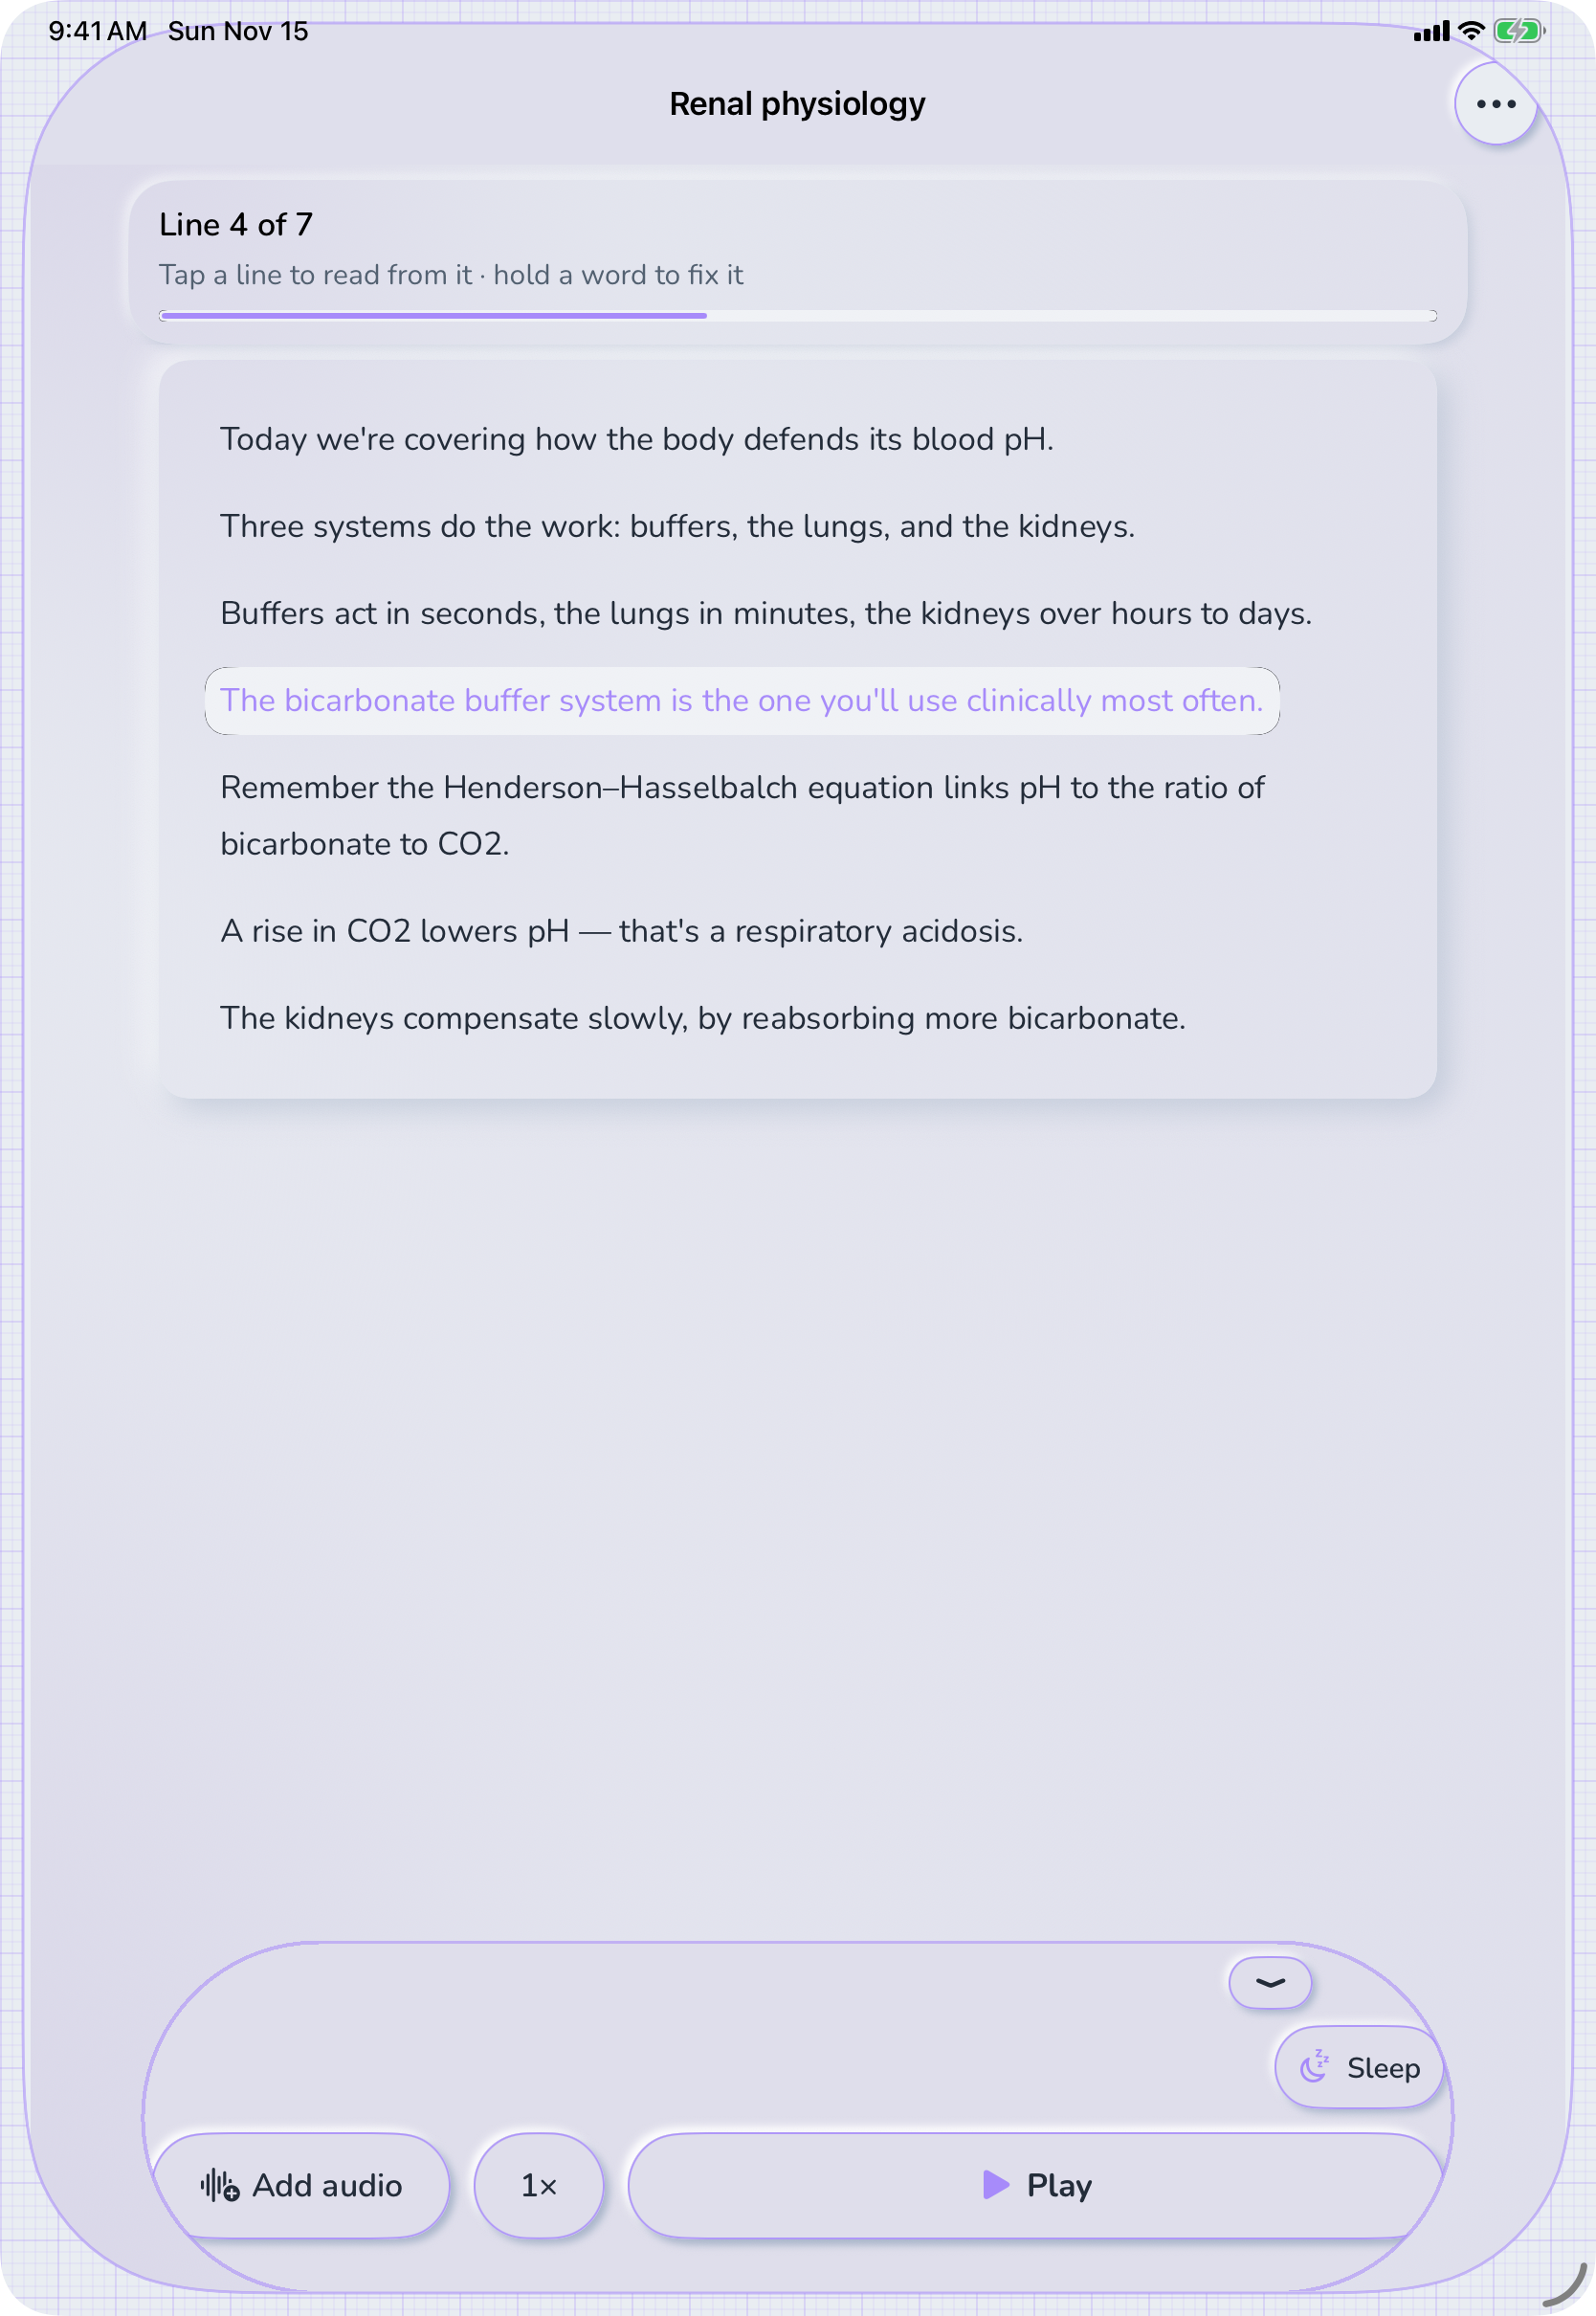 9:41 AM Sun Nov 15
Renal physiology
Line 4 of 7
Tap a line to read from it · hold a word to fix it
Today we're covering how the body defends its blood pH.
Three systems do the work: buffers, the lungs, and the kidneys.
Buffers act in seconds, the lungs in minutes, the kidneys over hours to days.
The bicarbonate buffer system is the one you'll use clinically most often.
Remember the Henderson–Hasselbalch equation links pH to the ratio of
bicarbonate to CO2.
A rise in CO2 lowers pH — that's a respiratory acidosis.
The kidneys compensate slowly, by reabsorbing more bicarbonate.
Sleep
Add audio 1× Play